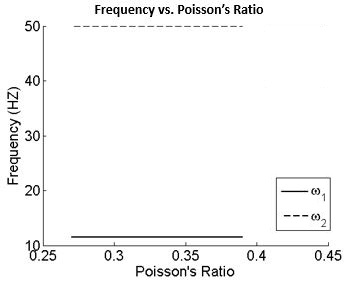 Frequency vs. Poisson's Ratio
50
40
30
20
10
Frequency (HZ)
ω1
ω2
0.25
0.3
0.35
0.4
0.45
Poisson's Ratio